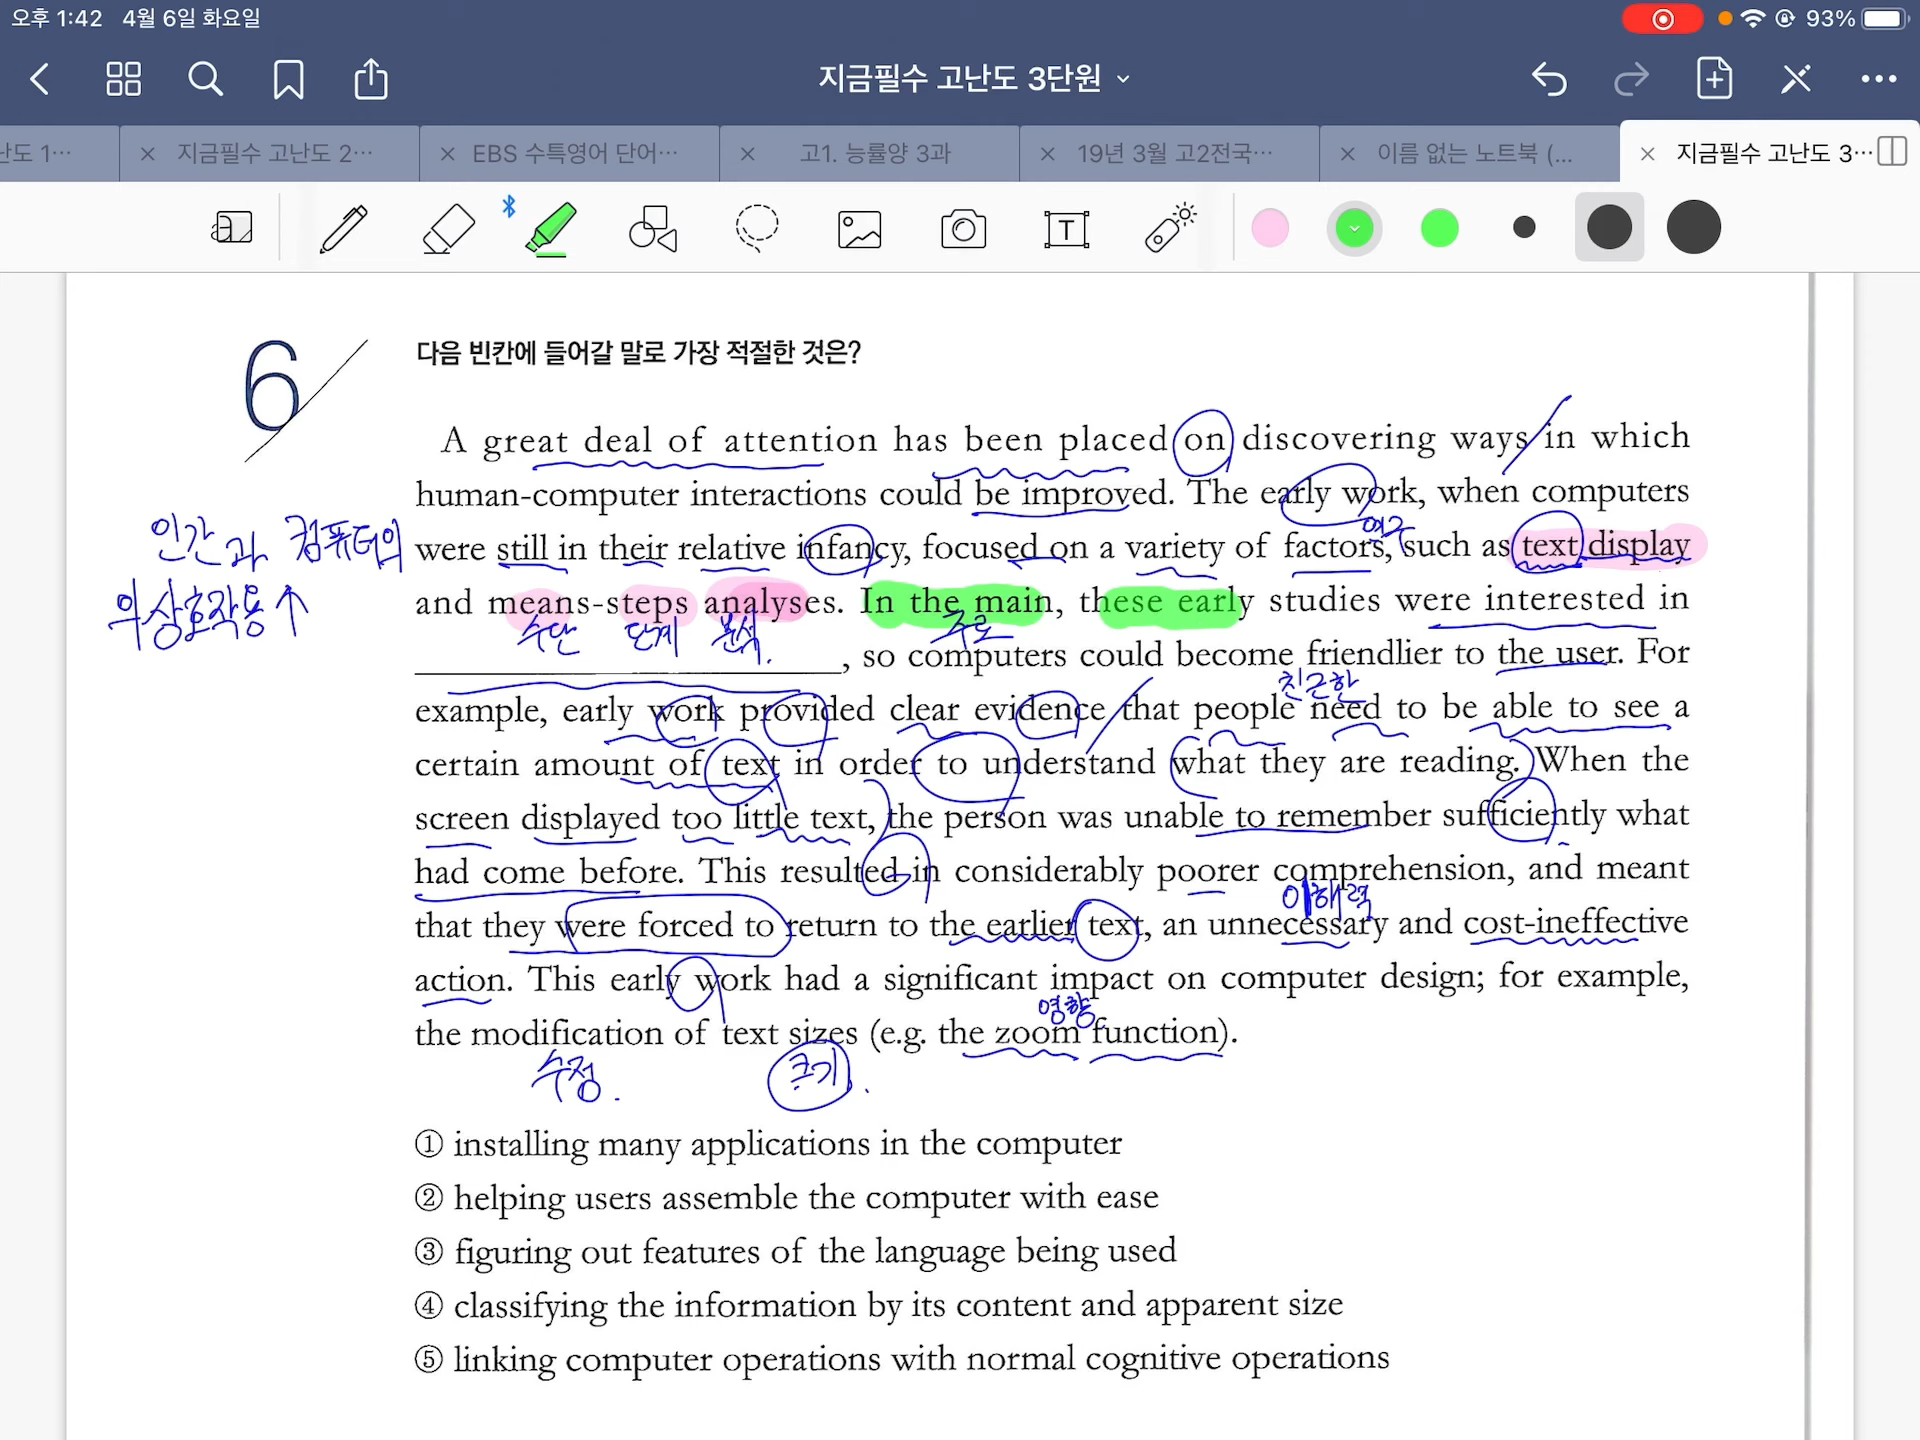 오후 1:42 4월 6일 화요일
93%
지금필수 고난도 3단원
난도 1···
지금필수 고난도 2···
EBS 수특영어 단어···
고1. 능률양 3과
19년 3월 고2전국···
이름 없는 노트북 (...
지금필수 고난도 3···
6
다음 빈칸에 들어갈 말로 가장 적절한 것은?
A great deal of attention has been placed on discovering ways in which
human-computer interactions could be improved. The early work, when computers
연구
인간과 컴퓨터의
were still in their relative infancy, focused on a variety of factors, such as text display
의 상호작용↑
and means-steps analyses. In the main, these early studies were interested in
수단 단계 분석. 주로
, so computers could become friendlier to the user. For
친근한
example, early work provided clear evidence that people need to be able to see a
certain amount of text in order to understand what they are reading. When the
screen displayed too little text, the person was unable to remember sufficiently what
had come before. This resulted in considerably poorer comprehension, and meant
이해력
that they were forced to return to the earlier text, an unnecessary and cost-ineffective
action. This early work had a significant impact on computer design; for example,
영향
the modification of text sizes (e.g. the zoom function).
수정. 크기.
① installing many applications in the computer
② helping users assemble the computer with ease
③ figuring out features of the language being used
④ classifying the information by its content and apparent size
⑤ linking computer operations with normal cognitive operations